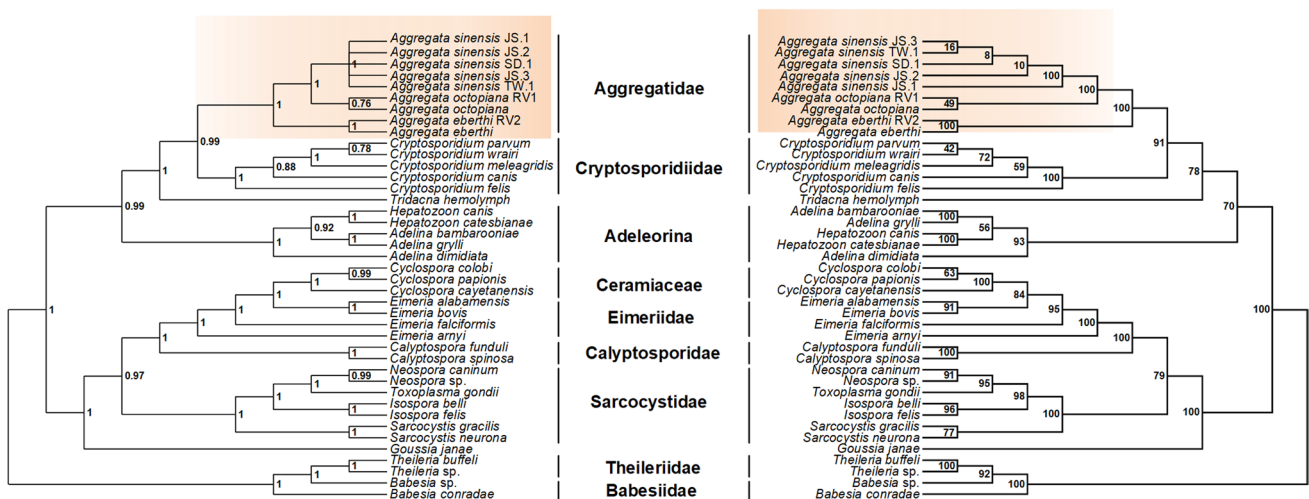 Aggregata sinensis JS.1
Aggregata sinensis JS.2
Aggregata sinensis SD.1
Aggregata sinensis JS.3
Aggregata sinensis TW.1
Aggregata octopiana RV1
Aggregata octopiana
Aggregata eberthi RV2
Aggregata eberthi
Cryptosporidium parvum
Cryptosporidium wrairi
Cryptosporidium meleagridis
Cryptosporidium canis
Cryptosporidium felis
Tridacna hemolymph
Hepatozoon canis
Hepatozoon catesbianae
Adelina bambarooniae
Adelina grylli
Adelina dimidiata
Cyclospora colobi
Cyclospora papionis
Cyclospora cayetanensis
Eimeria alabamensis
Eimeria bovis
Eimeria falciformis
Eimeria arnyi
Calyptospora funduli
Calyptospora spinosa
Neospora caninum
Neospora sp.
Toxoplasma gondii
Isospora belli
Isospora felis
Sarcocystis gracilis
Sarcocystis neurona
Goussia janae
Theileria buffeli
Theileria sp.
Babesia sp.
Babesia conradae
1
1
1
0.76
1
0.99
0.78
1
0.88
1
1
0.99
1
0.92
1
1
0.99
1
1
1
1
1
1
1
0.97
0.99
1
1
1
1
1
1
1
1
1
Aggregatidae
Cryptosporidiidae
Adeleorina
Ceramiaceae
Eimeriidae
Calyptosporidae
Sarcocystidae
Theileriidae
Babesiidae
Aggregata sinensis JS.3
Aggregata sinensis TW.1
Aggregata sinensis SD.1
Aggregata sinensis JS.2
Aggregata sinensis JS.1
Aggregata octopiana RV1
Aggregata octopiana
Aggregata eberthi RV2
Aggregata eberthi
Cryptosporidium parvum
Cryptosporidium wrairi
Cryptosporidium meleagridis
Cryptosporidium canis
Cryptosporidium felis
Tridacna hemolymph
Adelina bambarooniae
Adelina grylli
Hepatozoon canis
Hepatozoon catesbianae
Adelina dimidiata
Cyclospora colobi
Cyclospora papionis
Cyclospora cayetanensis
Eimeria alabamensis
Eimeria bovis
Eimeria falciformis
Eimeria arnyi
Calyptospora funduli
Calyptospora spinosa
Neospora caninum
Neospora sp.
Toxoplasma gondii
Isospora belli
Isospora felis
Sarcocystis gracilis
Sarcocystis neurona
Goussia janae
Theileria buffeli
Theileria sp.
Babesia sp.
Babesia conradae
16
8
10
100
100
49
100
100
91
42
72
59
100
78
70
100
56
100
93
63
100
84
91
95
100
100
100
79
91
95
98
96
100
77
100
100
100
92
100